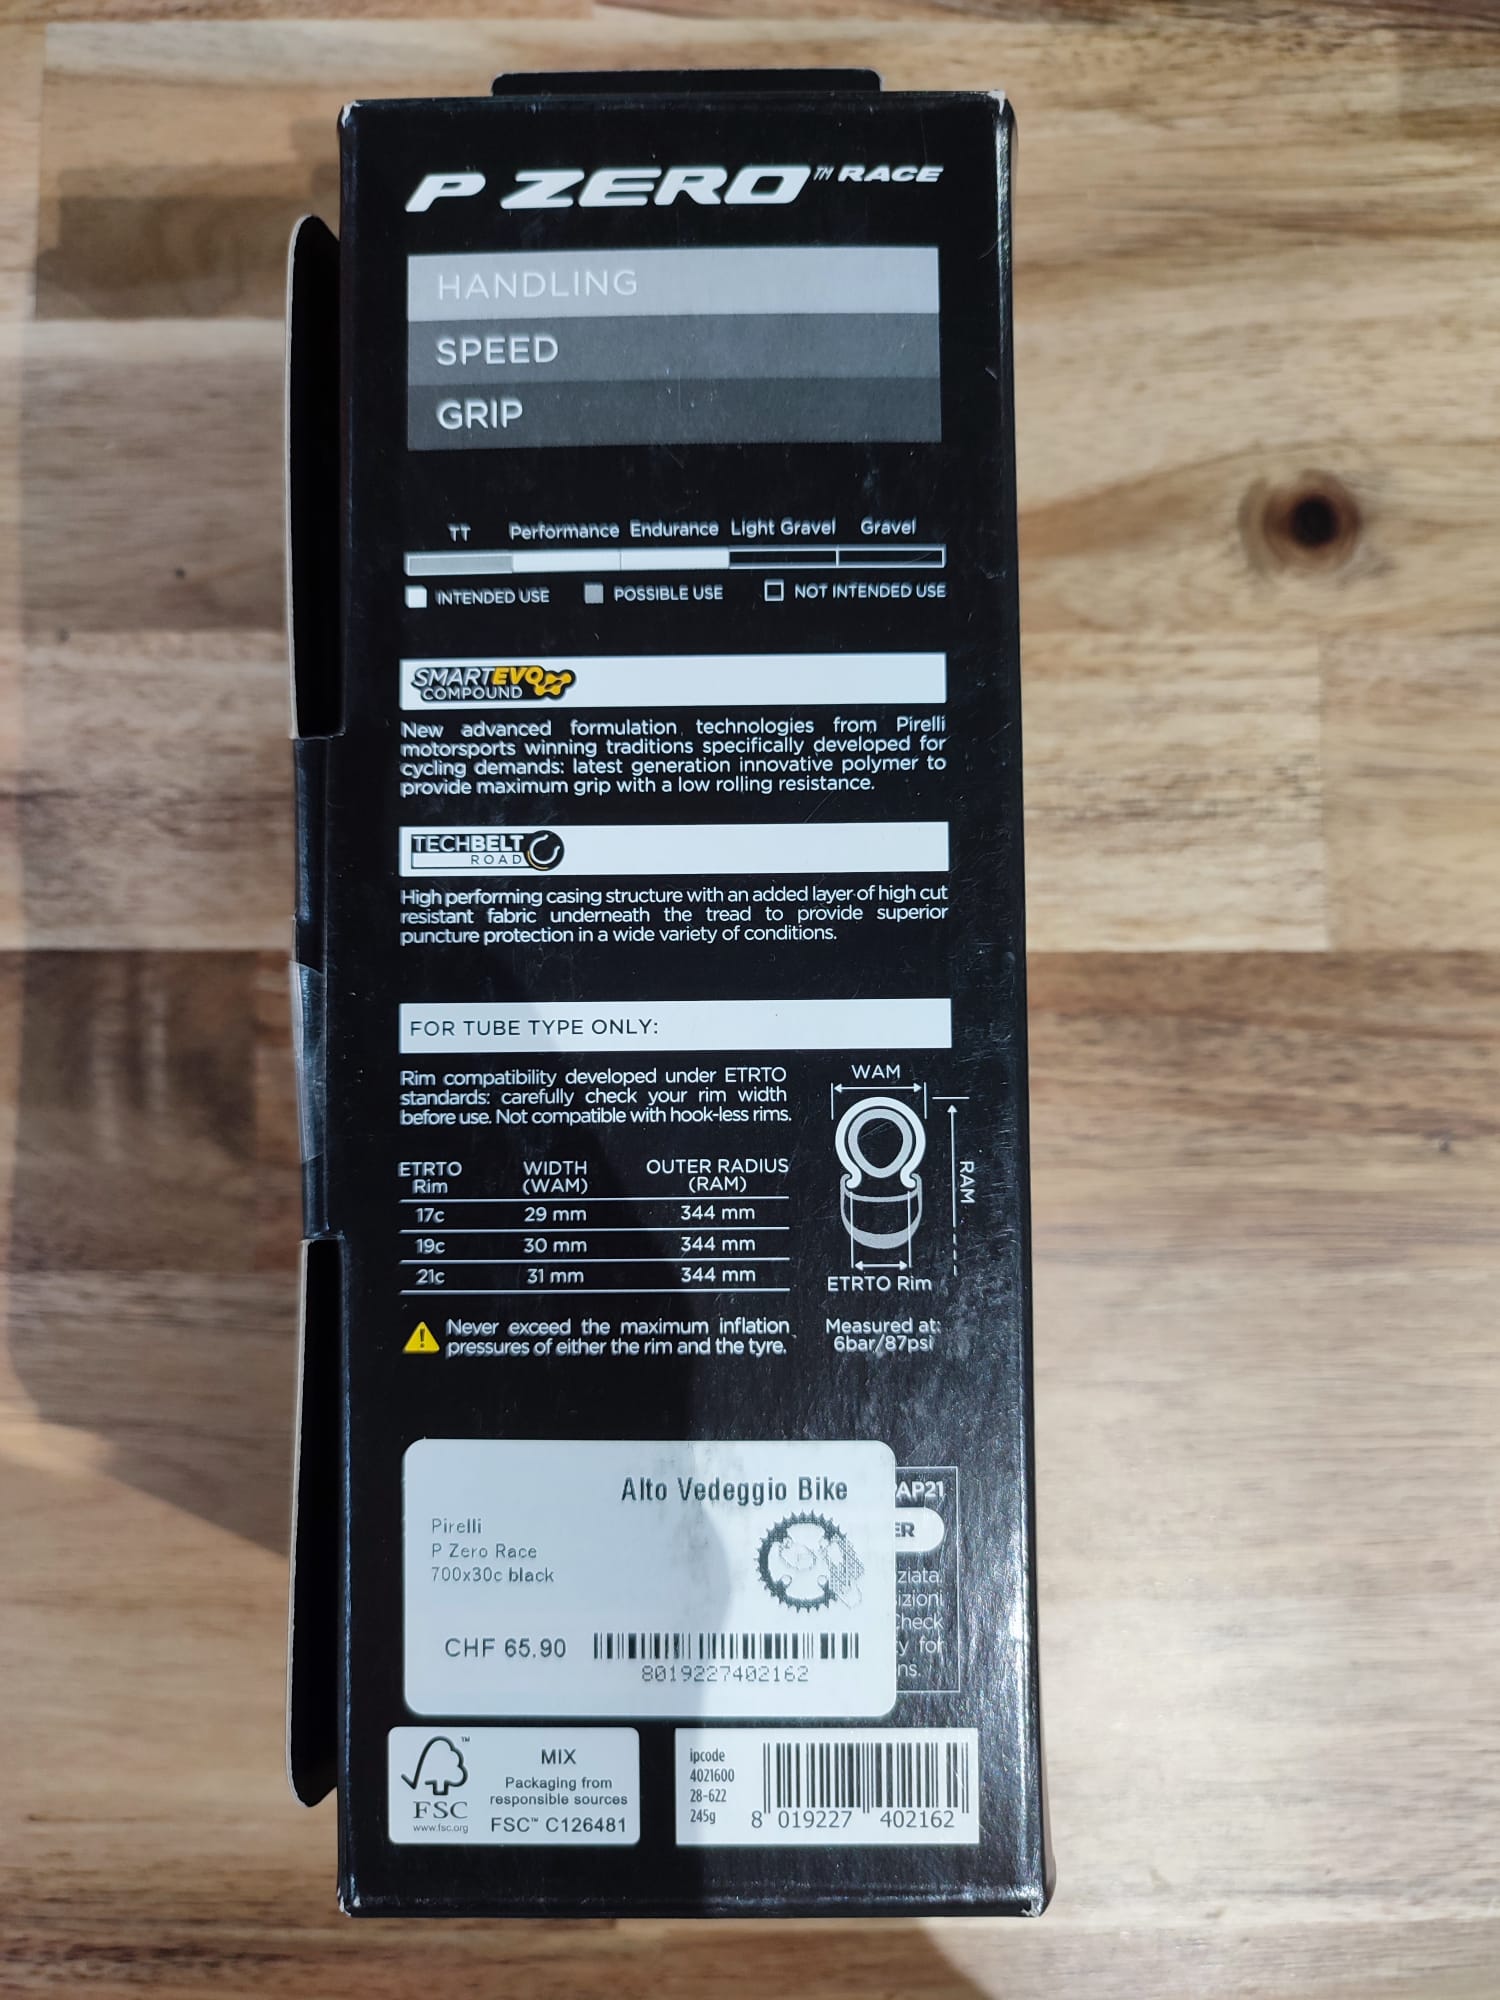 P ZERO™ RACE
HANDLING
SPEED
GRIP
TT Performance Endurance Light Gravel Gravel
INTENDED USE POSSIBLE USE NOT INTENDED USE
SMARTEVO
COMPOUND
New advanced formulation technologies from Pirelli
motorsports winning traditions specifically developed for
cycling demands: latest generation innovative polymer to
provide maximum grip with a low rolling resistance.
TECHBELT
ROAD
High performing casing structure with an added layer of high cut
resistant fabric underneath the tread to provide superior
puncture protection in a wide variety of conditions.
FOR TUBE TYPE ONLY:
Rim compatibility developed under ETRTO
standards: carefully check your rim width
before use. Not compatible with hook-less rims.
WAM
RAM
ETRTO Rim
Measured at:
6bar/87psi
ETRTO WIDTH OUTER RADIUS
Rim (WAM) (RAM)
17c 29 mm 344 mm
19c 30 mm 344 mm
21c 31 mm 344 mm
Never exceed the maximum inflation
pressures of either the rim and the tyre.
Alto Vedeggio Bike
Pirelli
P Zero Race
700x30c black
CHF 65.90
8019227402162
AP21
ER
ziata.
izioni
Check
y for
ns.
FSC™
www.fsc.org
MIX
Packaging from
responsible sources
FSC™ C126481
ipcode
4021600
28-622
245g
8 019227 402162